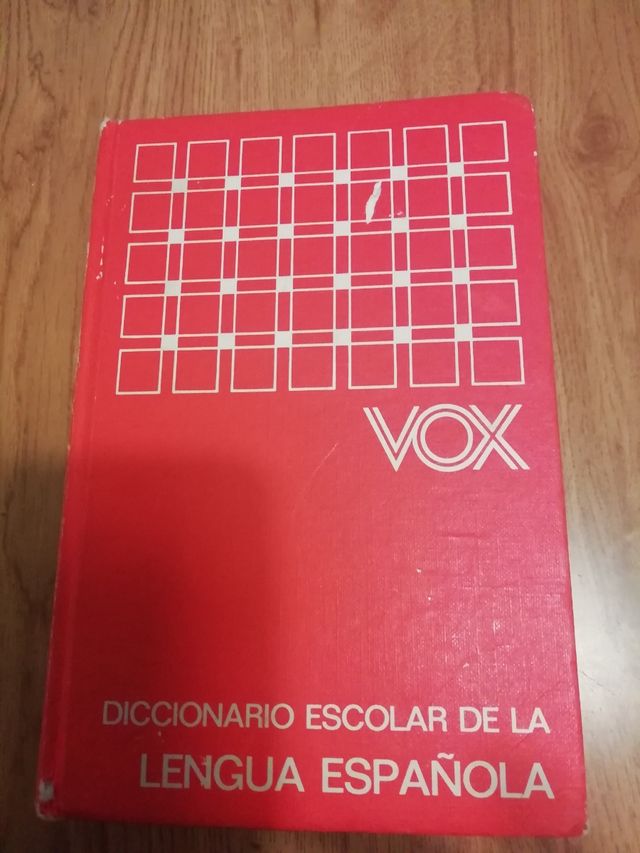 VOX
DICCIONARIO ESCOLAR DE LA
LENGUA ESPAÑOLA